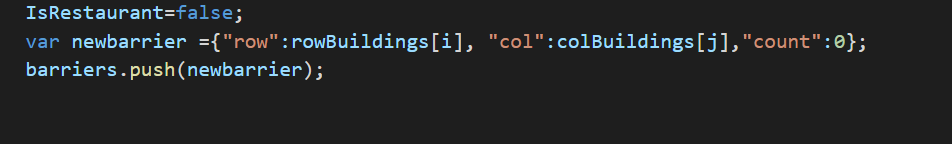 IsRestaurant=false;
var newbarrier ={"row":rowBuildings[i], "col":colBuildings[j],"count":0};
barriers.push(newbarrier);